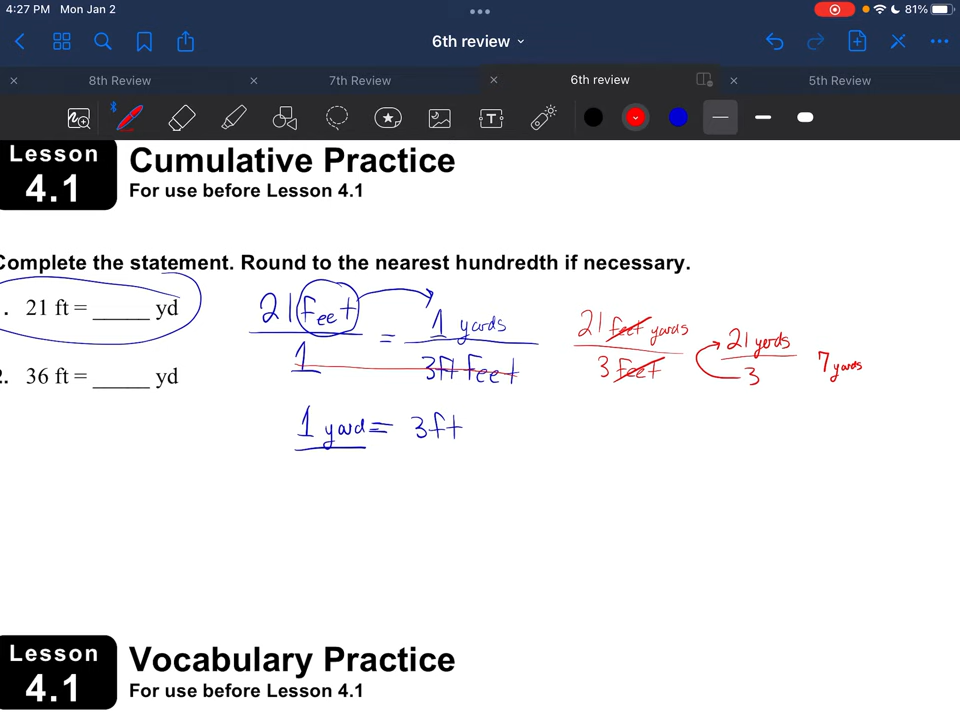 4:27 PM Mon Jan 2
81%
6th review
8th Review
7th Review
6th review
5th Review
Lesson 4.1
Cumulative Practice
For use before Lesson 4.1
Complete the statement. Round to the nearest hundredth if necessary.
. 21 ft = _____ yd
2. 36 ft = _____ yd
21 feet
1
=
1 yards
3ft feet
1 yard = 3ft
21 feet yards
3 feet
21 yards
3
7 yards
Lesson 4.1
Vocabulary Practice
For use before Lesson 4.1